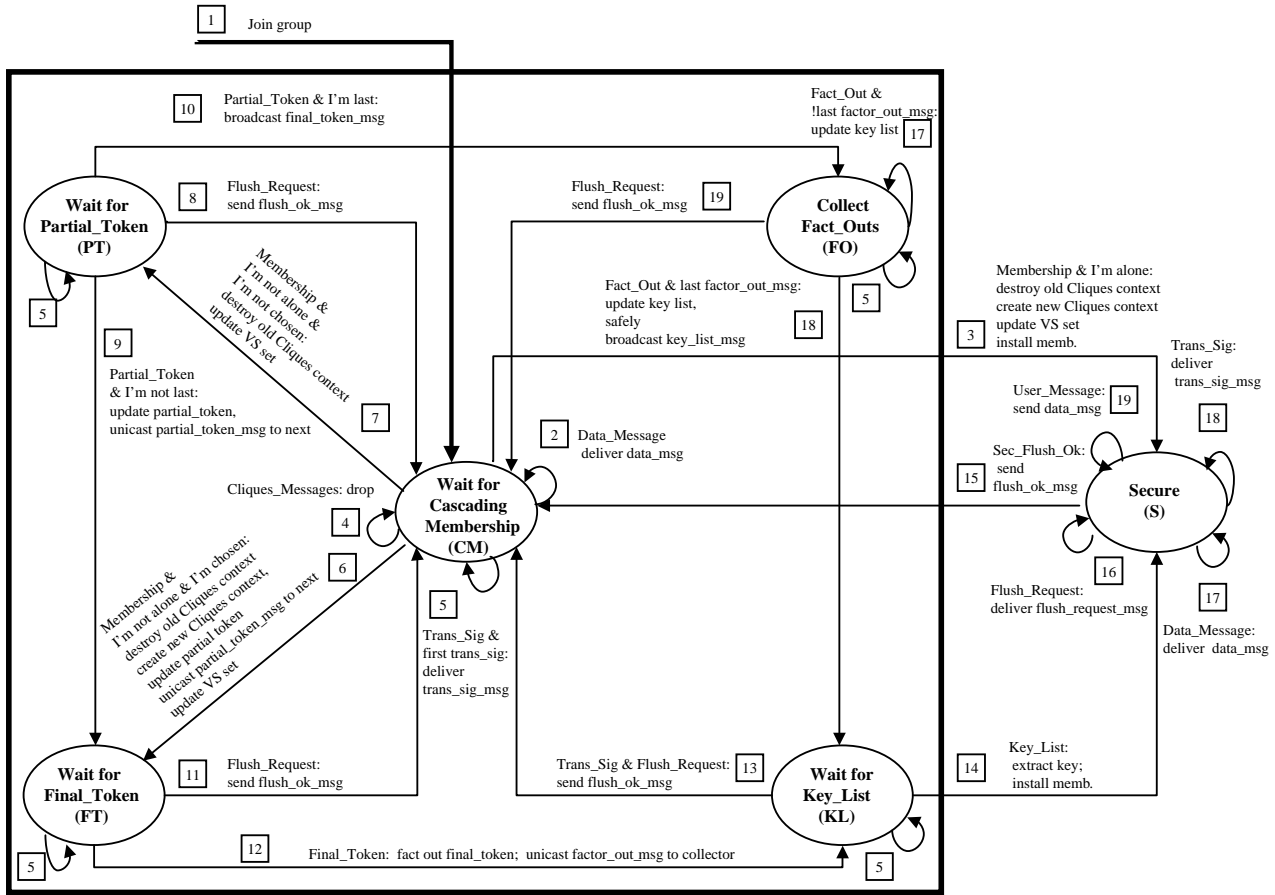 1
Join group
10
Partial_Token & I'm last:
broadcast final_token_msg
Fact_Out &
!last factor_out_msg:
update key list
17
Wait for
Partial_Token
(PT)
8
Flush_Request:
send flush_ok_msg
Flush_Request:
send flush_ok_msg
19
Collect
Fact_Outs
(FO)
5
9
Partial_Token
& I'm not last:
update partial_token,
unicast partial_token_msg to next
Membership &
I'm not alone &
I'm not chosen:
destroy old Cliques context
update VS set
7
Fact_Out & last factor_out_msg:
update key list,
safely
broadcast key_list_msg
18
5
Membership & I'm alone:
destroy old Cliques context
create new Cliques context
update VS set
install memb.
3
Trans_Sig:
deliver
trans_sig_msg
18
User_Message:
send data_msg
19
2
Data_Message
deliver data_msg
Cliques_Messages: drop
4
Wait for
Cascading
Membership
(CM)
Sec_Flush_Ok:
send
flush_ok_msg
15
Secure
(S)
16
Flush_Request:
deliver flush_request_msg
17
Data_Message:
deliver data_msg
6
Membership &
I'm not alone & I'm chosen:
destroy old Cliques context
create new Cliques context,
update partial token
unicast partial_token_msg to next
update VS set
5
Trans_Sig &
first trans_sig:
deliver
trans_sig_msg
Wait for
Final_Token
(FT)
11
Flush_Request:
send flush_ok_msg
Trans_Sig & Flush_Request:
send flush_ok_msg
13
Wait for
Key_List
(KL)
14
Key_List:
extract key;
install memb.
5
12
Final_Token: fact out final_token; unicast factor_out_msg to collector
5